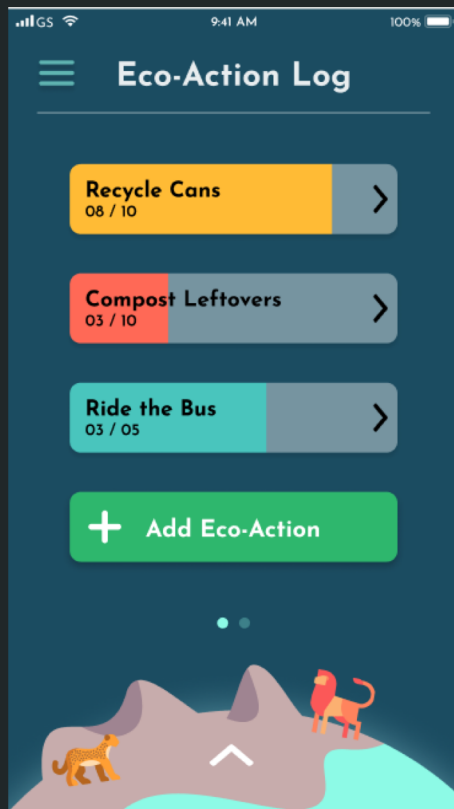 GS 9:41 AM 100%
Eco-Action Log
Recycle Cans
08 / 10
Compost Leftovers
03 / 10
Ride the Bus
03 / 05
Add Eco-Action